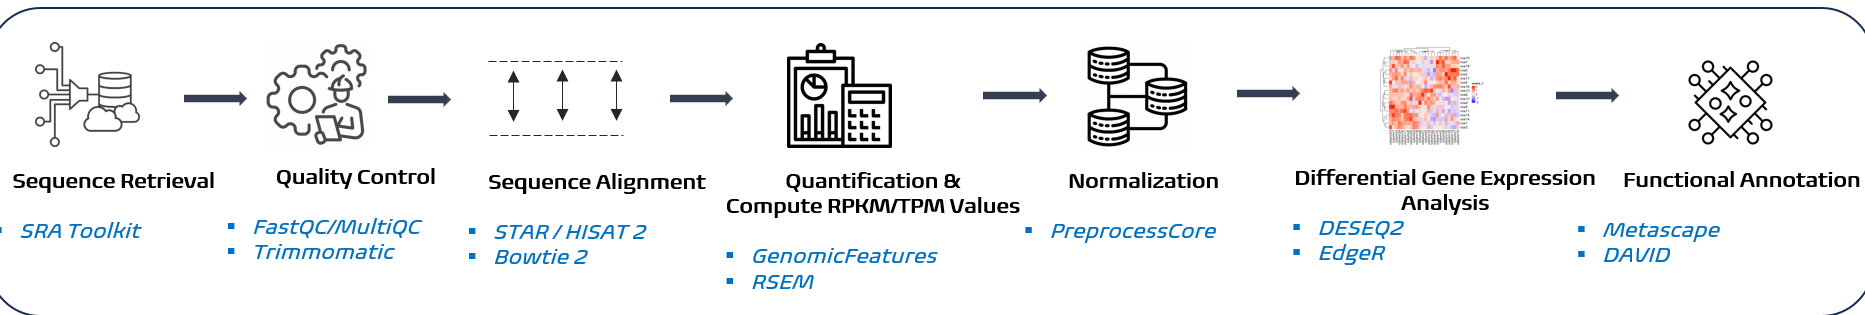 Sequence Retrieval
▪ SRA Toolkit
Quality Control
▪ FastQC/MultiQC
▪ Trimmomatic
Sequence Alignment
▪ STAR / HISAT 2
▪ Bowtie 2
Quantification &
Compute RPKM/TPM Values
▪ GenomicFeatures
▪ RSEM
Normalization
▪ PreprocessCore
Differential Gene Expression
Analysis
▪ DESEQ2
▪ EdgeR
Functional Annotation
▪ Metascape
▪ DAVID